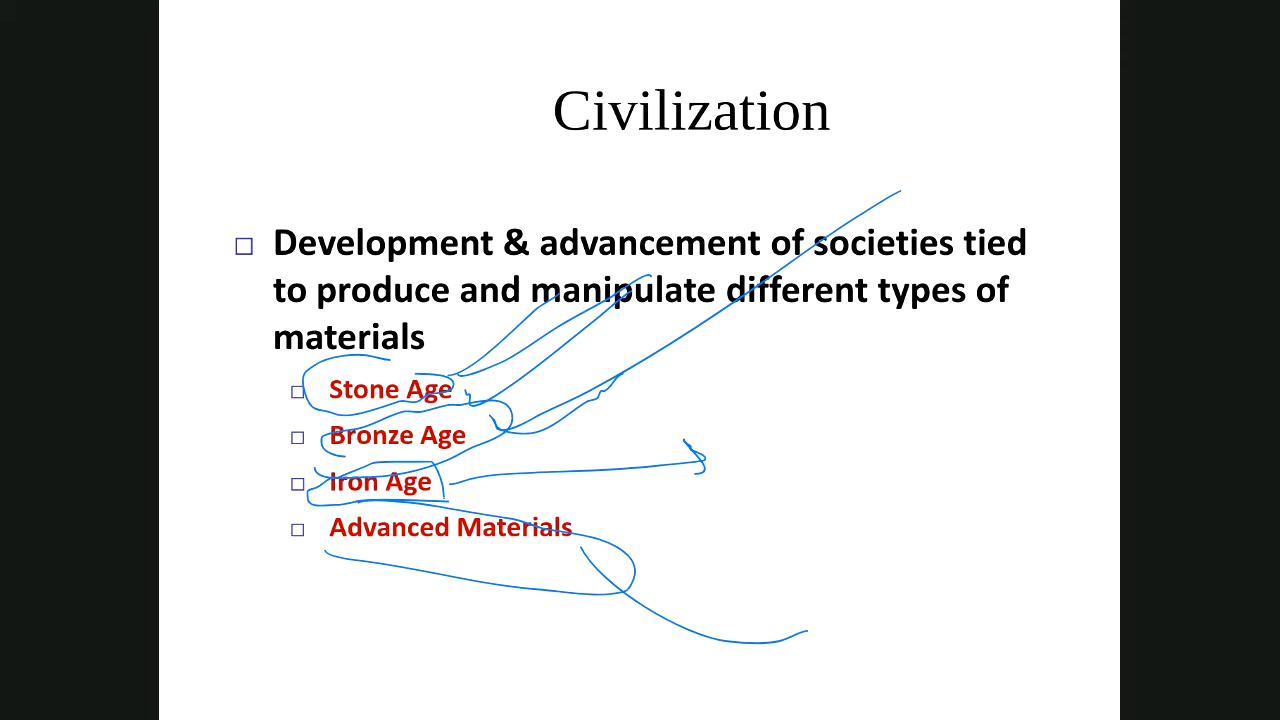 Civilization
Development & advancement of societies tied
to produce and manipulate different types of
materials
Stone Age
Bronze Age
Iron Age
Advanced Materials